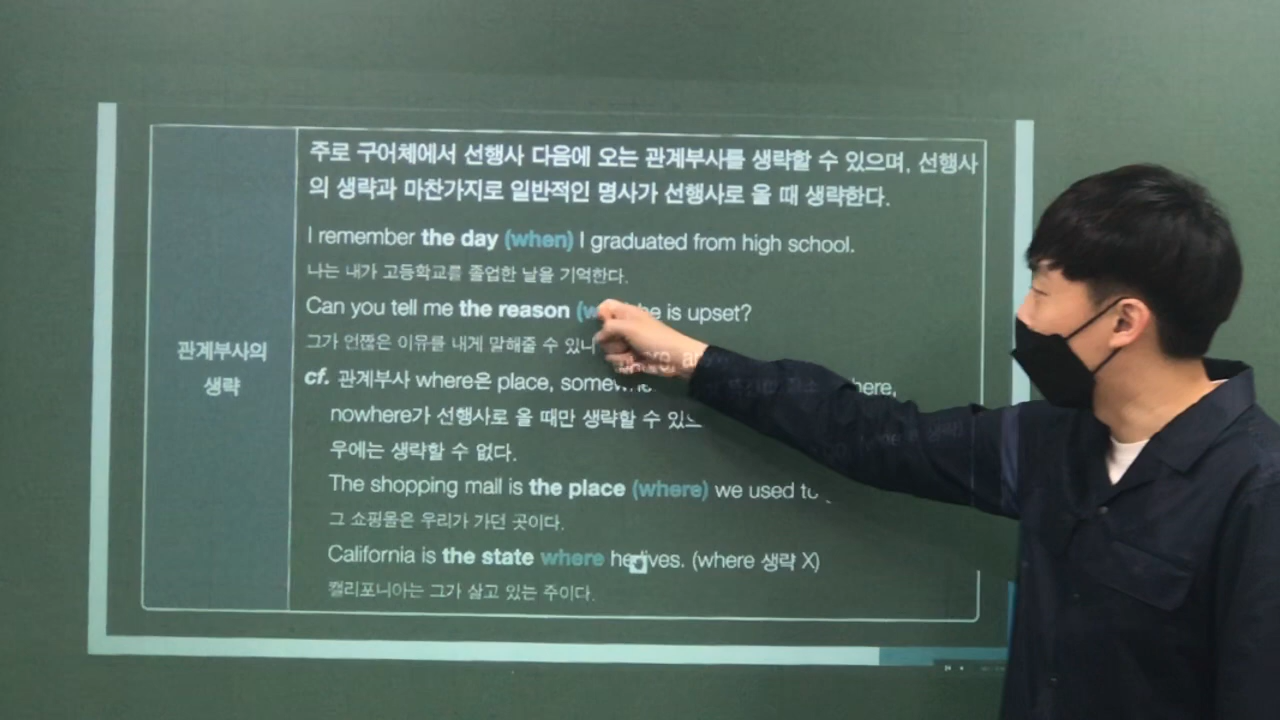 주로 구어체에서 선행사 다음에 오는 관계부사를 생략할 수 있으며, 선행사
의 생략과 마찬가지로 일반적인 명사가 선행사로 올 때 생략한다.
I remember the day (when) I graduated from high school.
나는 내가 고등학교를 졸업한 날을 기억한다.
Can you tell me the reason is upset?
그가 언짢은 이유를 내게 말해줄 수 있
관계부사의
생략
cf. 관계부사 where은 place,
nowhere가 선행사로 올 때만 생략할 수
우에는 생략할 수 없다.
The shopping mall is the place (where) we used to
그 쇼핑몰은 우리가 가던 곳이다.
California is the state where (where 생략 X)
캘리포니아는 그가 살고 있는 주이다.